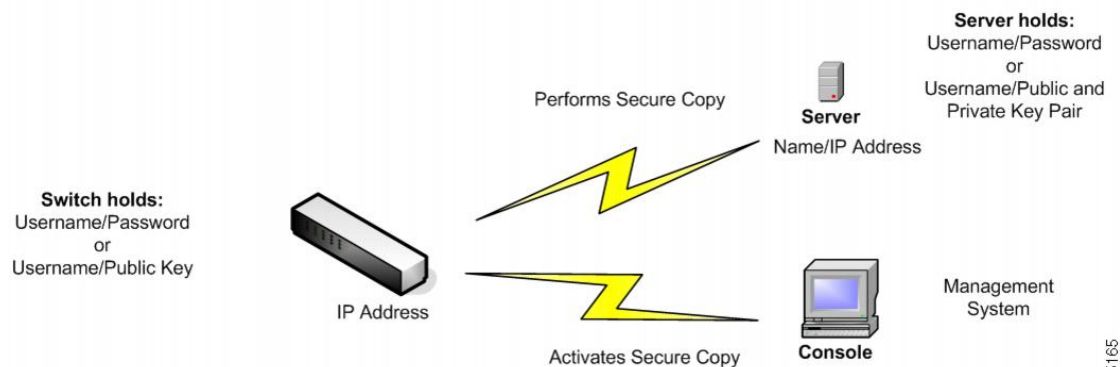 Server holds:
Username/Password
or
Username/Public and
Private Key Pair
Performs Secure Copy
Server
Name/IP Address
Switch holds:
Username/Password
or
Username/Public Key
IP Address
Management
System
Activates Secure Copy
Console